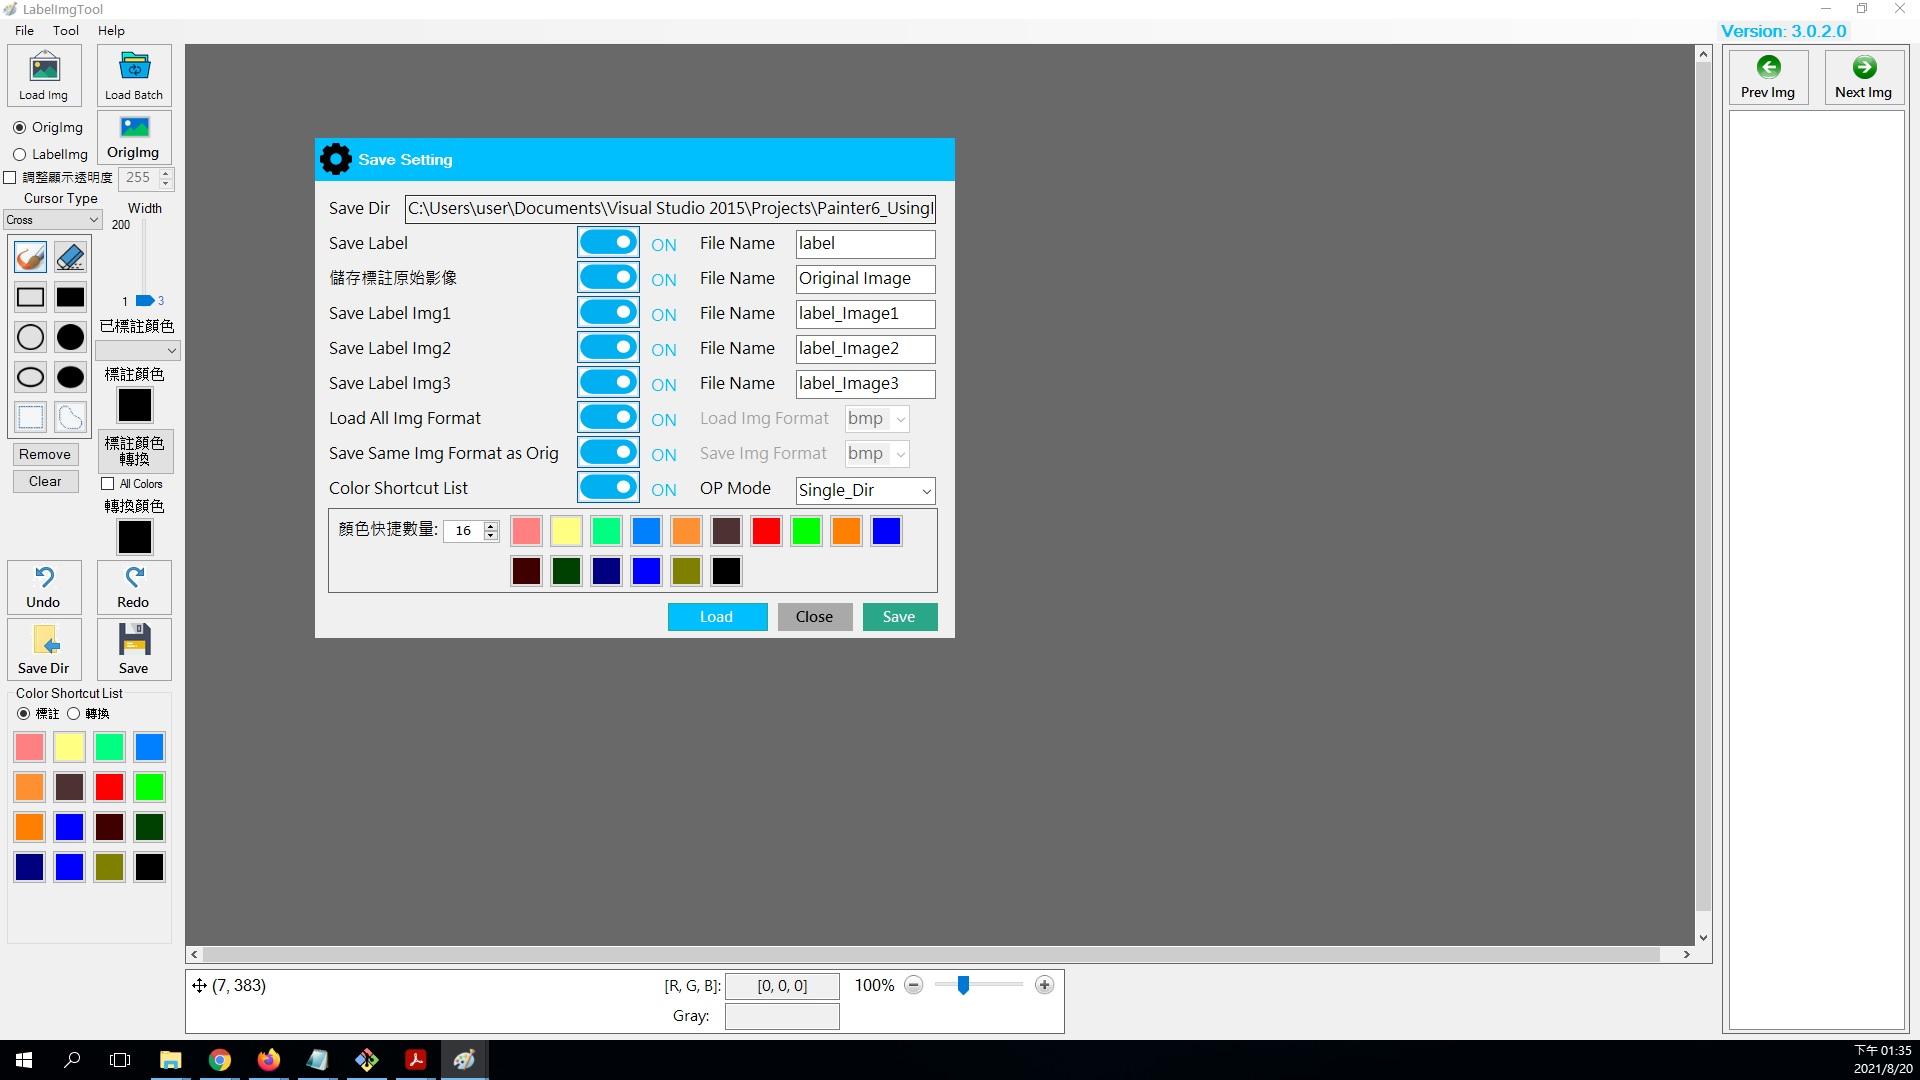 LabelImgTool
File Tool Help
Version: 3.0.2.0
Load Img
Load Batch
OrigImg
LabelImg
OrigImg
調整顯示透明度 255
Cursor Type
Cross
Width
200
1
3
已標註顏色
標註顏色
標註顏色
轉換
Remove
Clear
All Colors
轉換顏色
Undo
Redo
Save Dir
Save
Color Shortcut List
標註 轉換
Save Setting
Save Dir C:\Users\user\Documents\Visual Studio 2015\Projects\Painter6_UsingI
Save Label ON File Name label
儲存標註原始影像 ON File Name Original Image
Save Label Img1 ON File Name label_Image1
Save Label Img2 ON File Name label_Image2
Save Label Img3 ON File Name label_Image3
Load All Img Format ON Load Img Format bmp
Save Same Img Format as Orig ON Save Img Format bmp
Color Shortcut List ON OP Mode Single_Dir
顏色快捷數量: 16
Load Close Save
Prev Img
Next Img
(7, 383)
[R, G, B]: [0, 0, 0]
100%
Gray:
下午 01:35
2021/8/20